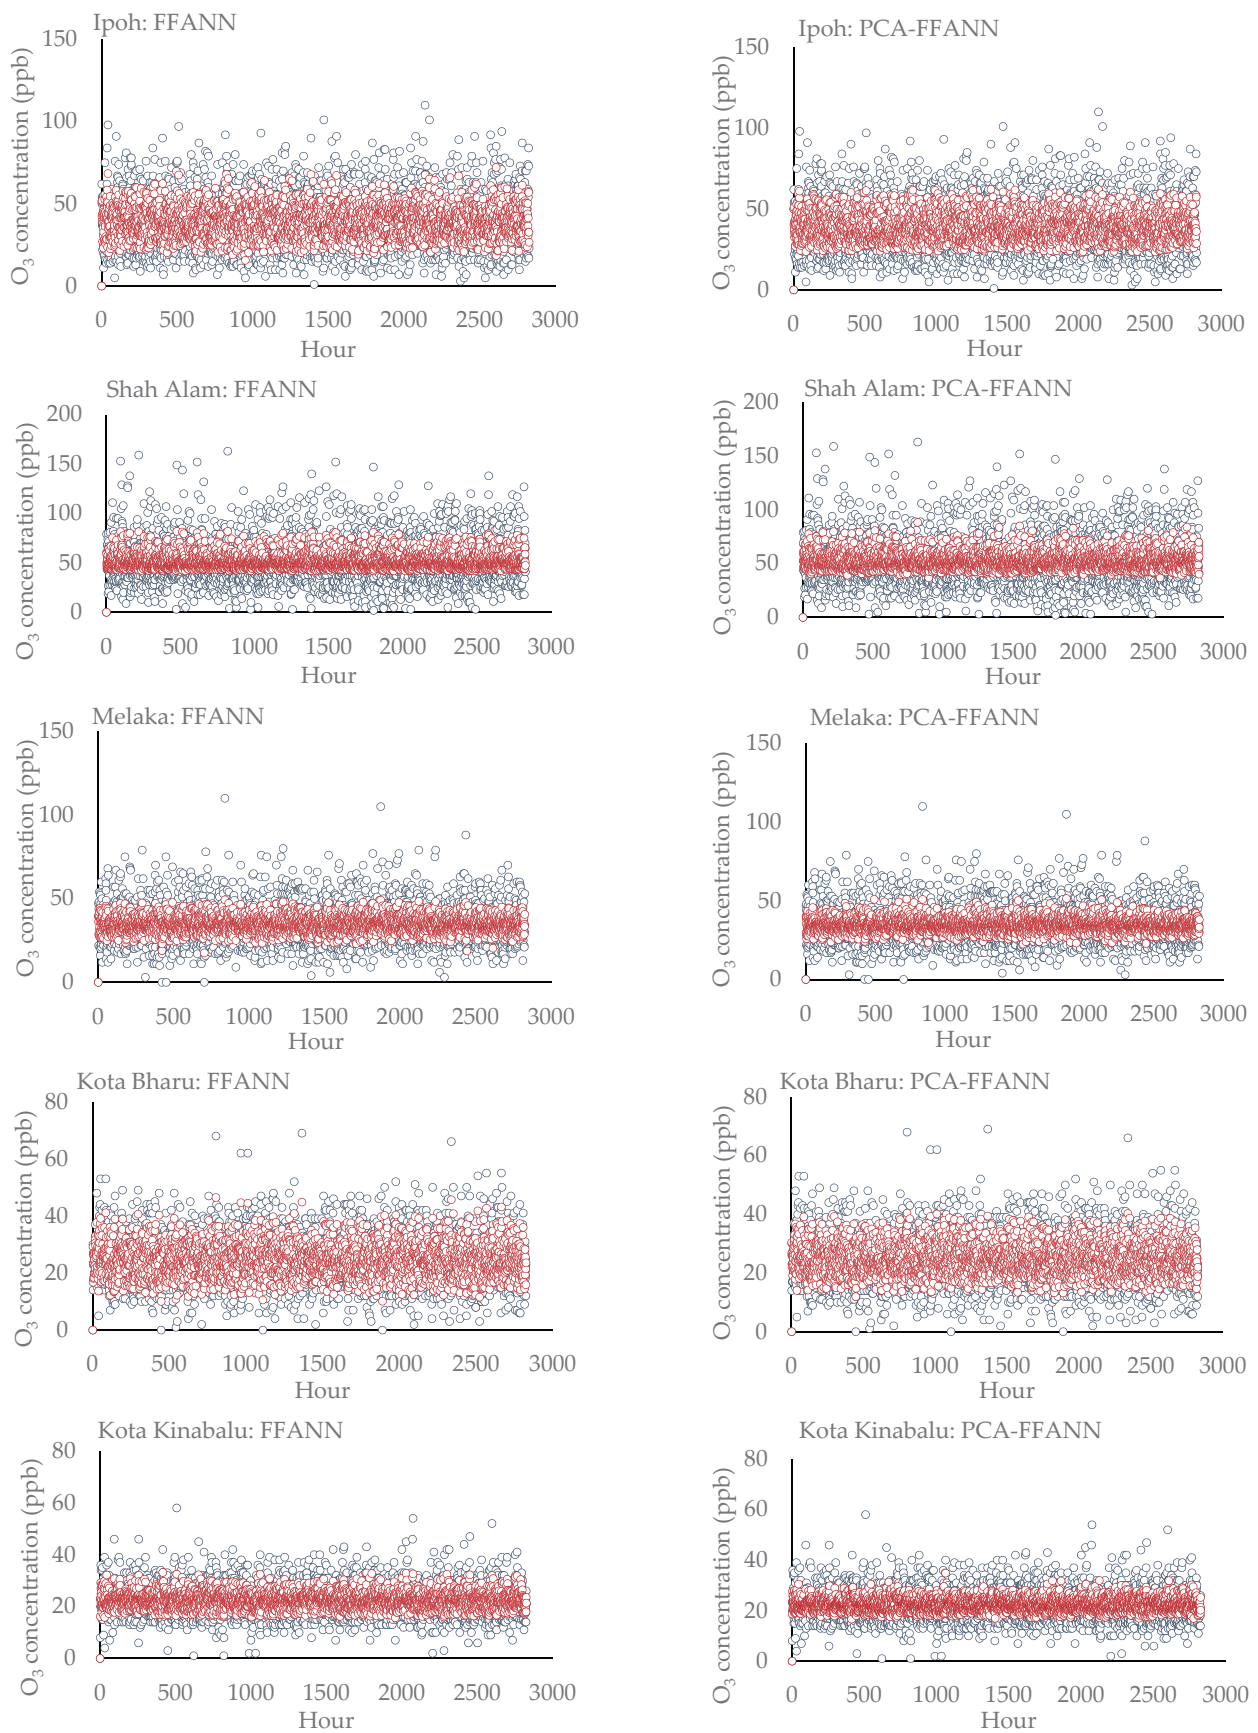 Ipoh: FFANN
O3 concentration (ppb)
150
100
50
0
0 500 1000 1500 2000 2500 3000
Hour
Ipoh: PCA-FFANN
O3 concentration (ppb)
150
100
50
0
0 500 1000 1500 2000 2500 3000
Hour
Shah Alam: FFANN
O3 concentration (ppb)
200
150
100
50
0
0 500 1000 1500 2000 2500 3000
Hour
Shah Alam: PCA-FFANN
O3 concentration (ppb)
200
150
100
50
0
0 500 1000 1500 2000 2500 3000
Hour
Melaka: FFANN
O3 concentration (ppb)
150
100
50
0
0 500 1000 1500 2000 2500 3000
Hour
Melaka: PCA-FFANN
O3 concentration (ppb)
150
100
50
0
0 500 1000 1500 2000 2500 3000
Hour
Kota Bharu: FFANN
O3 concentration (ppb)
80
60
40
20
0
0 500 1000 1500 2000 2500 3000
Hour
Kota Bharu: PCA-FFANN
O3 concentration (ppb)
80
60
40
20
0
0 500 1000 1500 2000 2500 3000
Hour
Kota Kinabalu: FFANN
O3 concentration (ppb)
80
60
40
20
0
0 500 1000 1500 2000 2500 3000
Hour
Kota Kinabalu: PCA-FFANN
O3 concentration (ppb)
80
60
40
20
0
0 500 1000 1500 2000 2500 3000
Hour